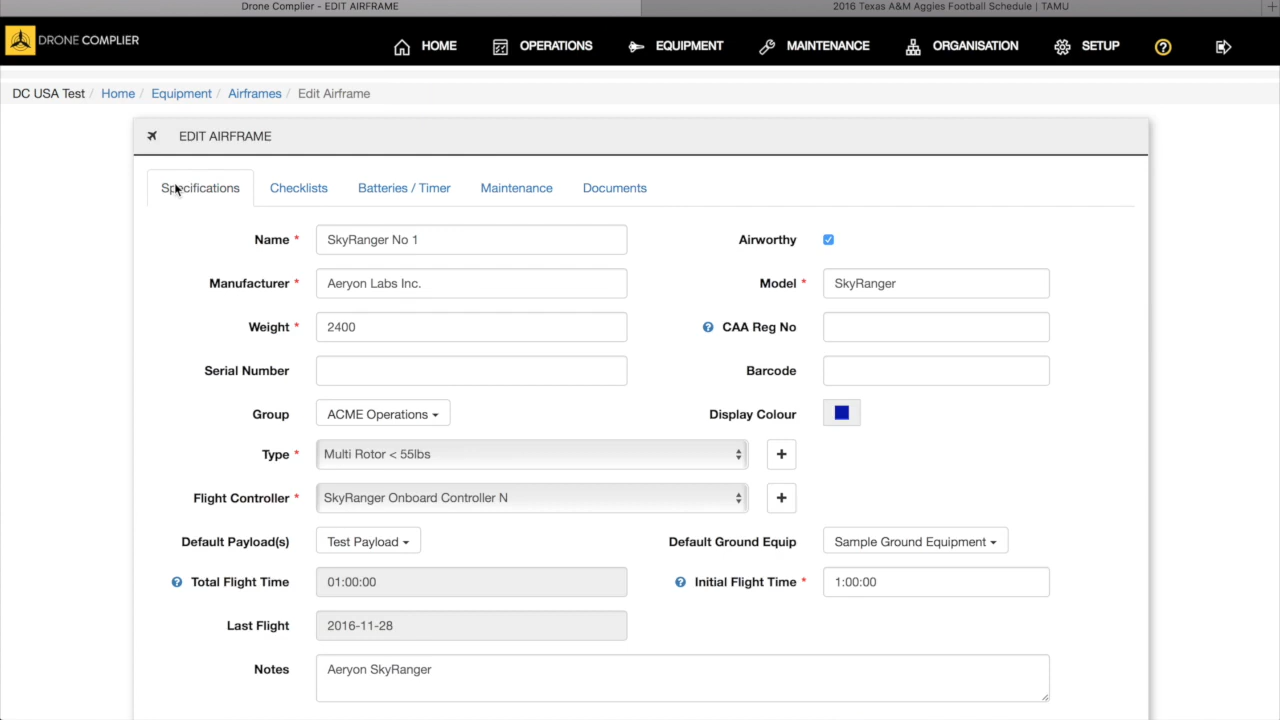 Drone Complier - EDIT AIRFRAME
2016 Texas A&M Aggies Football Schedule | TAMU
DRONE COMPLIER
HOME
OPERATIONS
EQUIPMENT
MAINTENANCE
ORGANISATION
SETUP
?
DC USA Test / Home / Equipment / Airframes / Edit Airframe
EDIT AIRFRAME
Specifications
Checklists
Batteries / Timer
Maintenance
Documents
Name * SkyRanger No 1
Airworthy
Manufacturer * Aeryon Labs Inc.
Model * SkyRanger
Weight * 2400
? CAA Reg No
Serial Number
Barcode
Group ACME Operations
Display Colour
Type * Multi Rotor < 55lbs +
Flight Controller * SkyRanger Onboard Controller N +
Default Payload(s) Test Payload
Default Ground Equip Sample Ground Equipment
? Total Flight Time 01:00:00
? Initial Flight Time * 1:00:00
Last Flight 2016-11-28
Notes Aeryon SkyRanger